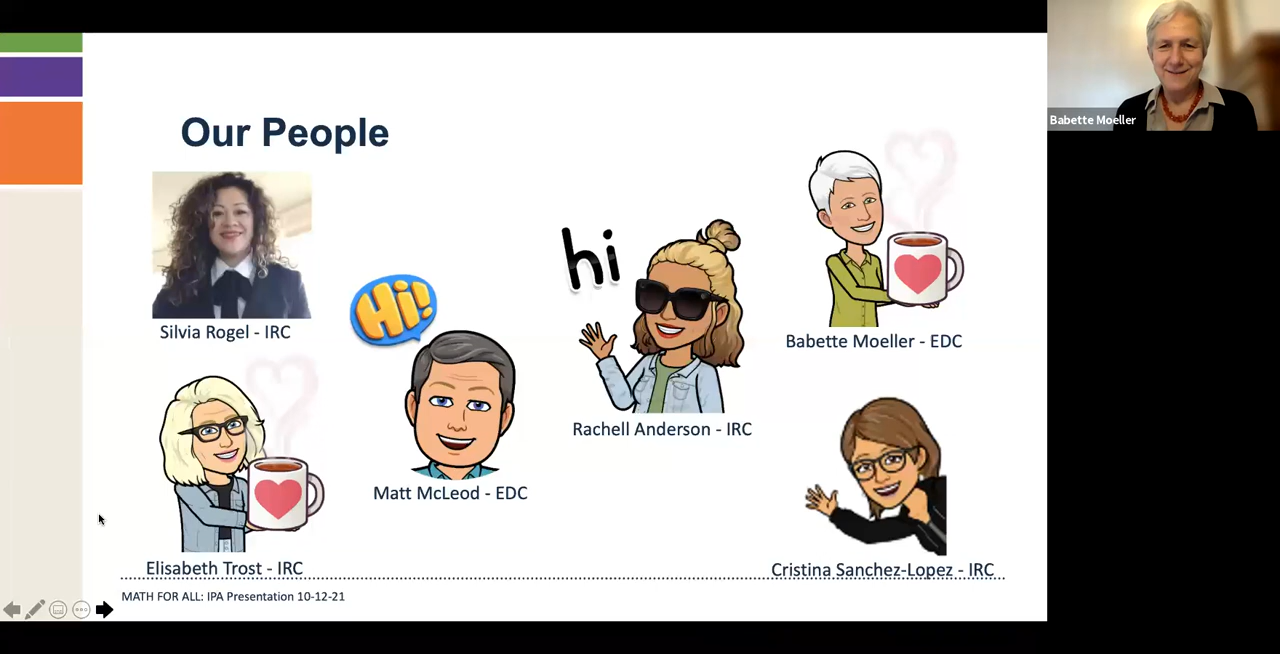 Our People
Silvia Rogel - IRC
Hi!
hi
Babette Moeller - EDC
Rachell Anderson - IRC
Matt McLeod - EDC
Elisabeth Trost - IRC
Cristina Sanchez-Lopez - IRC
MATH FOR ALL: IPA Presentation 10-12-21
Babette Moeller